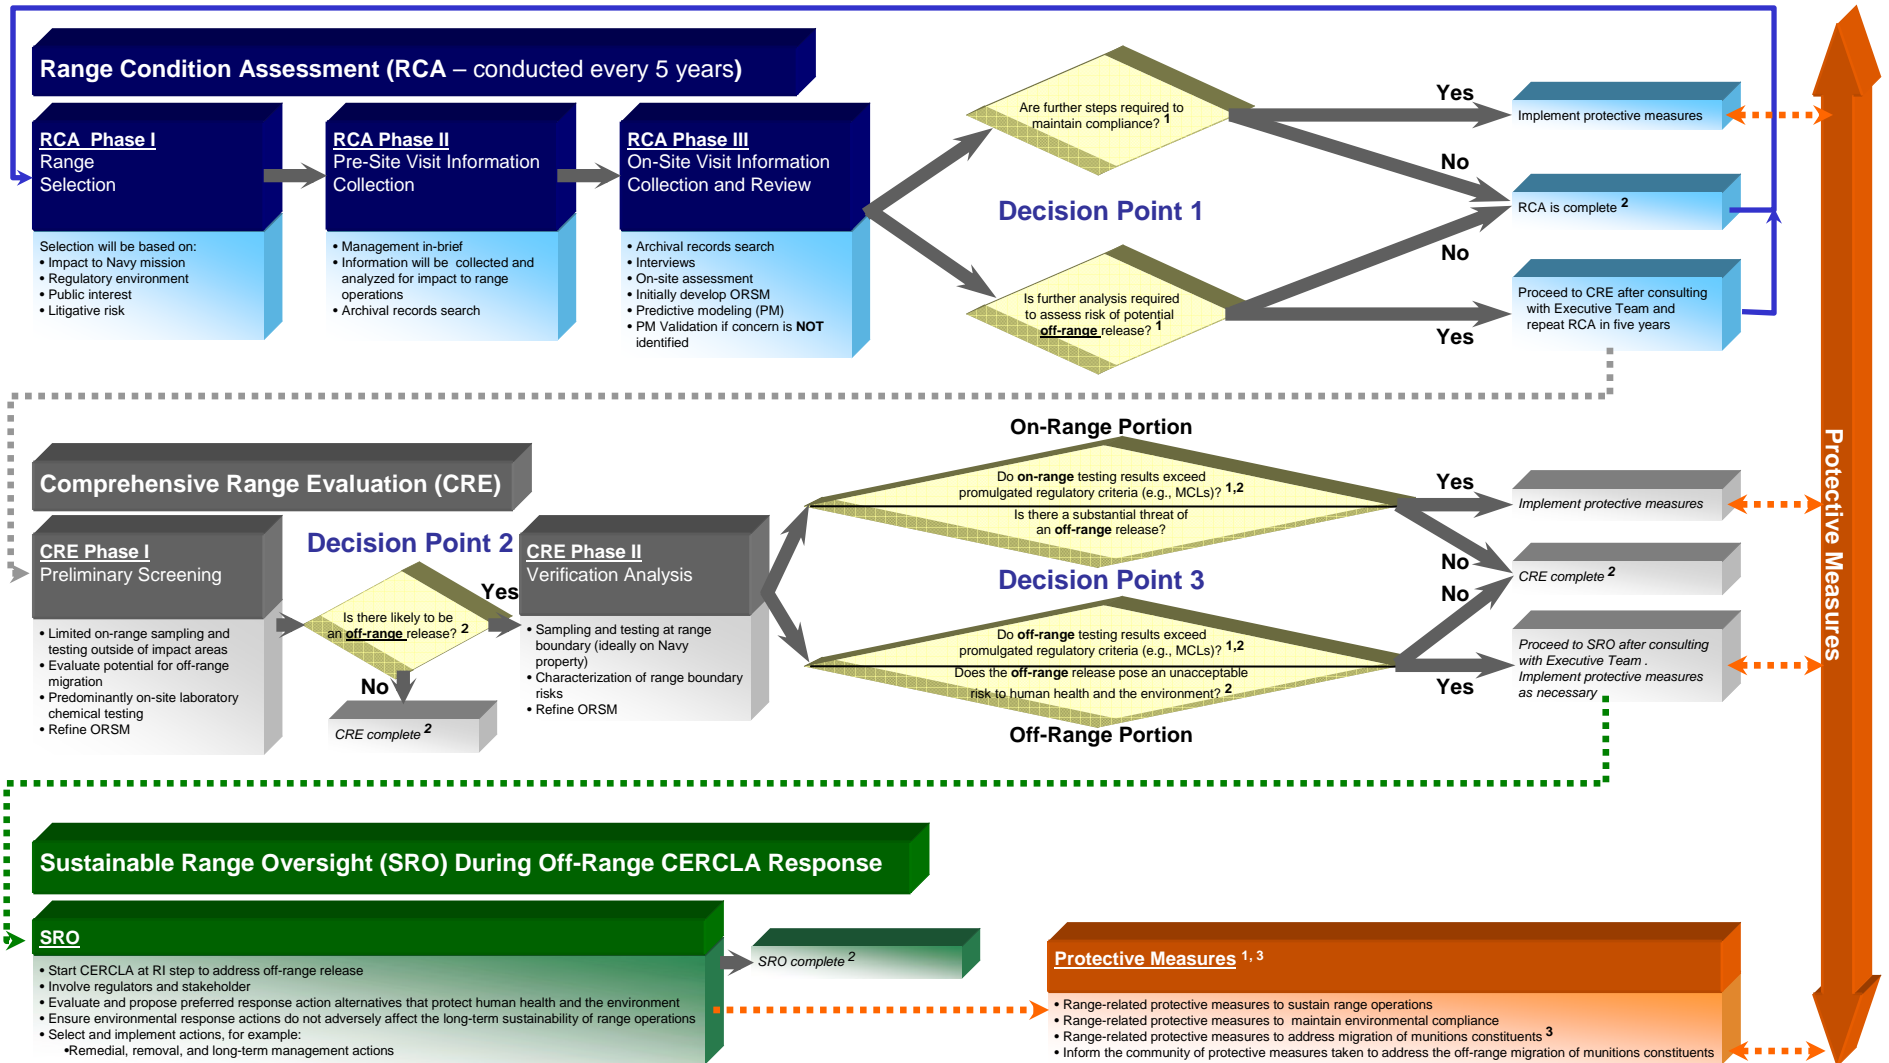 Range Condition Assessment (RCA – conducted every 5 years)
RCA Phase I
Range
Selection
Selection will be based on:
• Impact to Navy mission
• Regulatory environment
• Public interest
• Litigative risk
RCA Phase II
Pre-Site Visit Information
Collection
• Management in-brief
• Information will be collected and
analyzed for impact to range
operations
• Archival records search
RCA Phase III
On-Site Visit Information
Collection and Review
• Archival records search
• Interviews
• On-site assessment
• Initially develop ORSM
• Predictive modeling (PM)
• PM Validation if concern is NOT
identified
Are further steps required to
maintain compliance? 1
Decision Point 1
Is further analysis required
to assess risk of potential
off-range release? 1
Yes
No
No
Yes
Implement protective measures
RCA is complete 2
Proceed to CRE after consulting
with Executive Team and
repeat RCA in five years
Protective Measures
Comprehensive Range Evaluation (CRE)
CRE Phase I
Preliminary Screening
• Limited on-range sampling and
testing outside of impact areas
• Evaluate potential for off-range
migration
• Predominantly on-site laboratory
chemical testing
• Refine ORSM
Decision Point 2
Is there likely to be
an off-range release? 2
Yes
No
CRE complete 2
CRE Phase II
Verification Analysis
• Sampling and testing at range
boundary (ideally on Navy
property)
• Characterization of range boundary
risks
• Refine ORSM
On-Range Portion
Do on-range testing results exceed
promulgated regulatory criteria (e.g., MCLs)? 1,2
Is there a substantial threat of
an off-range release?
Decision Point 3
Do off-range testing results exceed
promulgated regulatory criteria (e.g., MCLs)? 1,2
Does the off-range release pose an unacceptable
risk to human health and the environment? 2
Off-Range Portion
Yes
No
No
Yes
Implement protective measures
CRE complete 2
Proceed to SRO after consulting
with Executive Team .
Implement protective measures
as necessary
Sustainable Range Oversight (SRO) During Off-Range CERCLA Response
SRO
• Start CERCLA at RI step to address off-range release
• Involve regulators and stakeholder
• Evaluate and propose preferred response action alternatives that protect human health and the environment
• Ensure environmental response actions do not adversely affect the long-term sustainability of range operations
• Select and implement actions, for example:
•Remedial, removal, and long-term management actions
SRO complete 2
Protective Measures 1, 3
• Range-related protective measures to sustain range operations
• Range-related protective measures to maintain environmental compliance
• Range-related protective measures to address migration of munitions constituents 3
• Inform the community of protective measures taken to address the off-range migration of munitions constituents